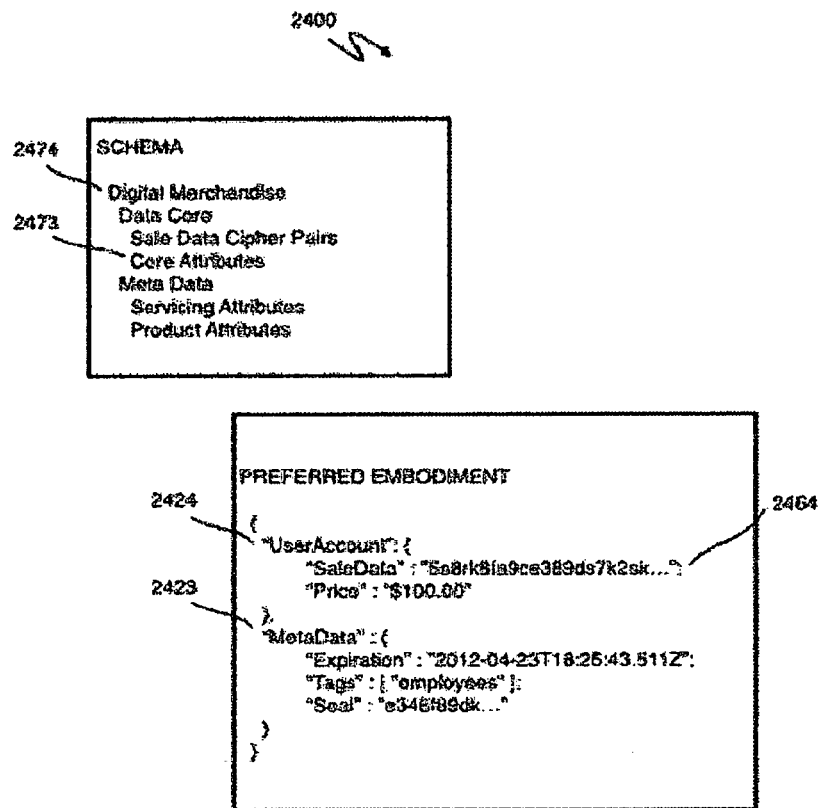 2400
2474
SCHEMA
Digital Merchandise
Data Core
2473
Sale Data Cipher Pairs
Core Attributes
Meta Data
Servicing Attributes
Product Attributes
PREFERRED EMBODIMENT
2424
2464
{
"UserAccount": {
"SaleData" :
"Price" : "$100.00"
2423
},
"MetaData" : {
"Expiration" : "2012-04-23T18:25:43.511Z";
"Tags" : [ "employees" ];
"Seal" :
}
}